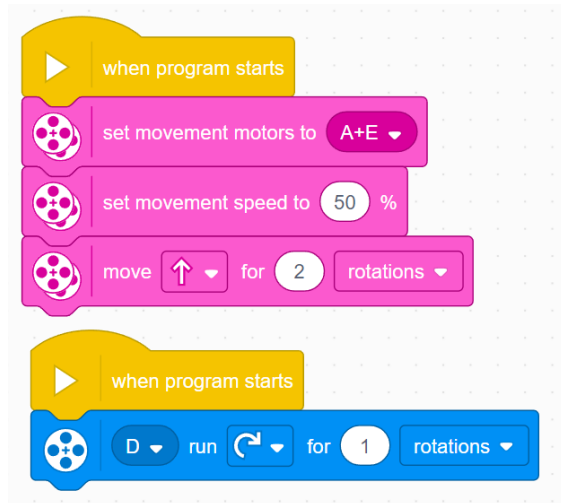 when program starts
set movement motors to A+E
set movement speed to 50 %
move for 2 rotations
when program starts
D run for 1 rotations